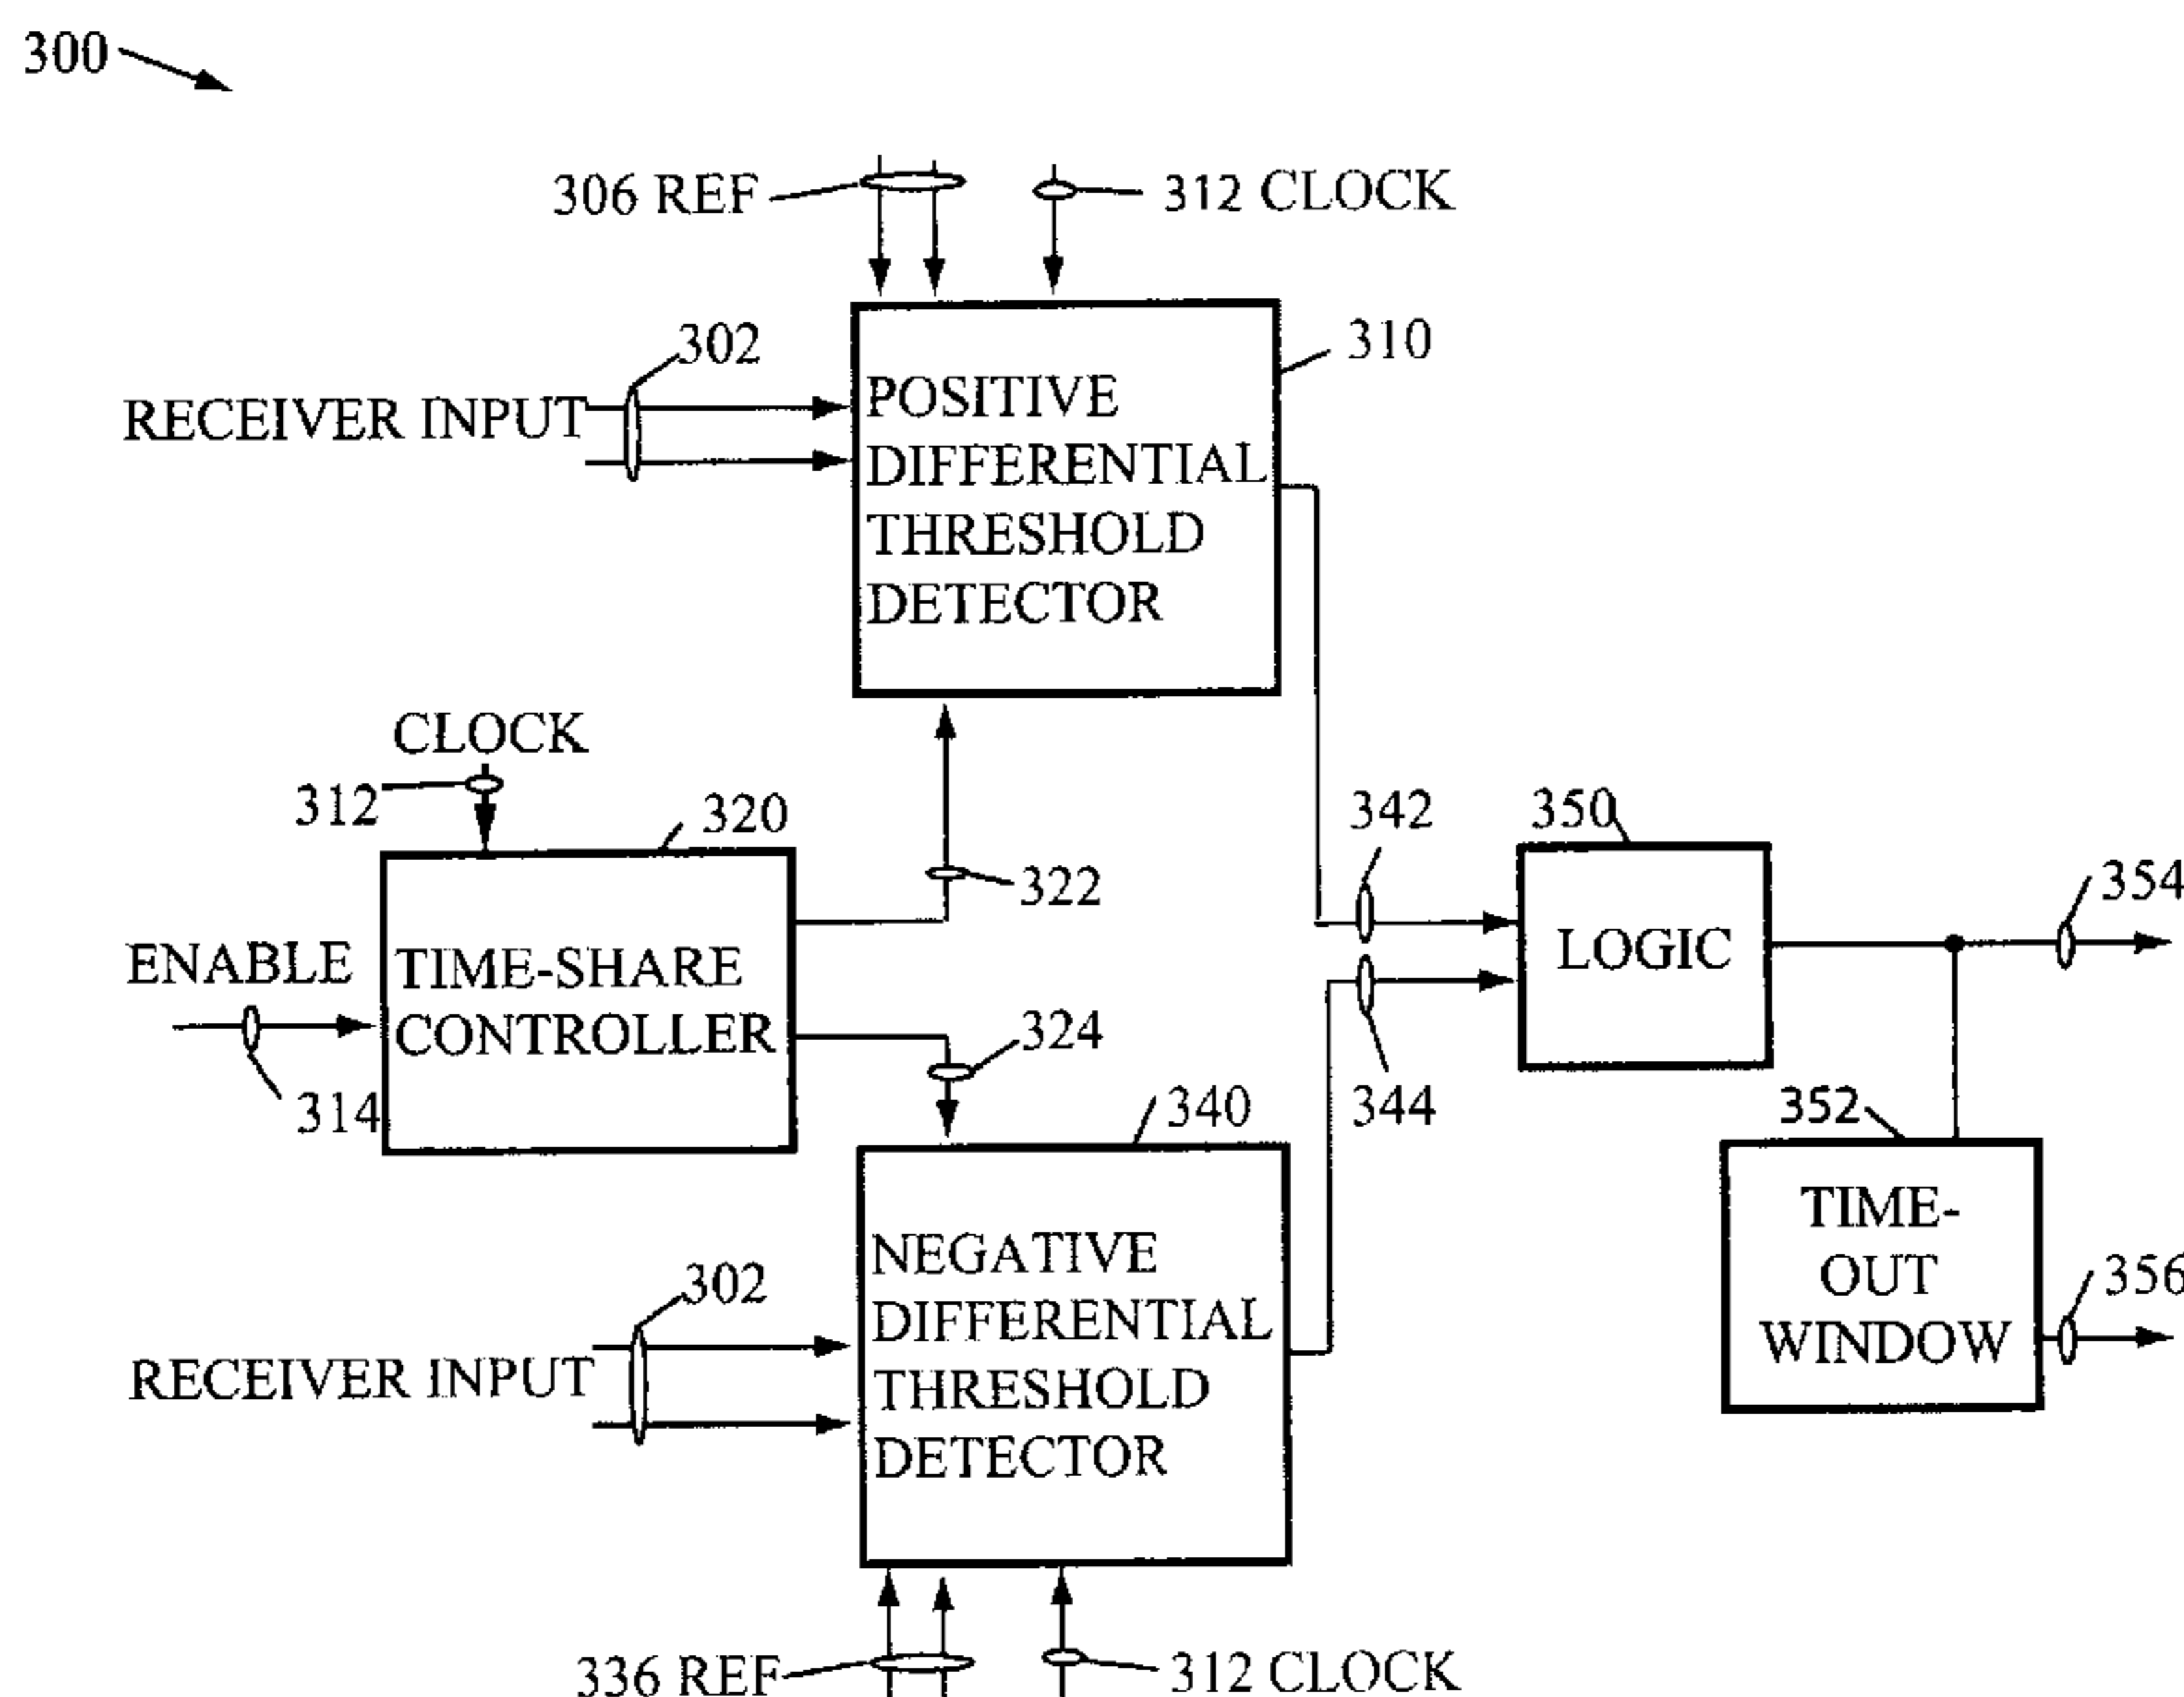 300
306 REF
312 CLOCK
302
310
RECEIVER INPUT
POSITIVE
DIFFERENTIAL
THRESHOLD
DETECTOR
CLOCK
312
320
342
350
322
354
ENABLE
TIME-SHARE
CONTROLLER
LOGIC
324
314
340
344
352
302
NEGATIVE
DIFFERENTIAL
THRESHOLD
DETECTOR
TIME-
OUT
WINDOW
356
RECEIVER INPUT
336 REF
312 CLOCK